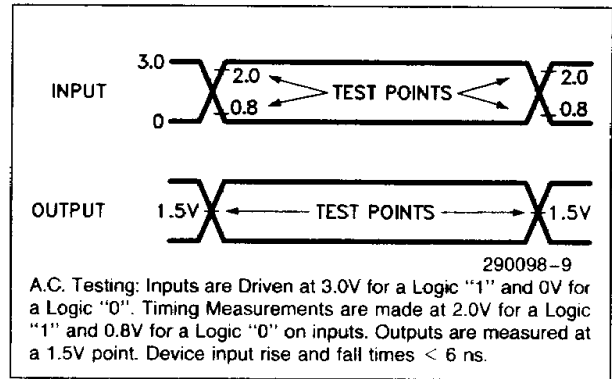 3.0
INPUT
2.0
TEST POINTS
2.0
0.8
0.8
0
OUTPUT
1.5V
TEST POINTS
1.5V
290098-9
A.C. Testing: Inputs are Driven at 3.0V for a Logic "1" and 0V for
a Logic "0". Timing Measurements are made at 2.0V for a Logic
"1" and 0.8V for a Logic "0" on inputs. Outputs are measured at
a 1.5V point. Device input rise and fall times < 6 ns.